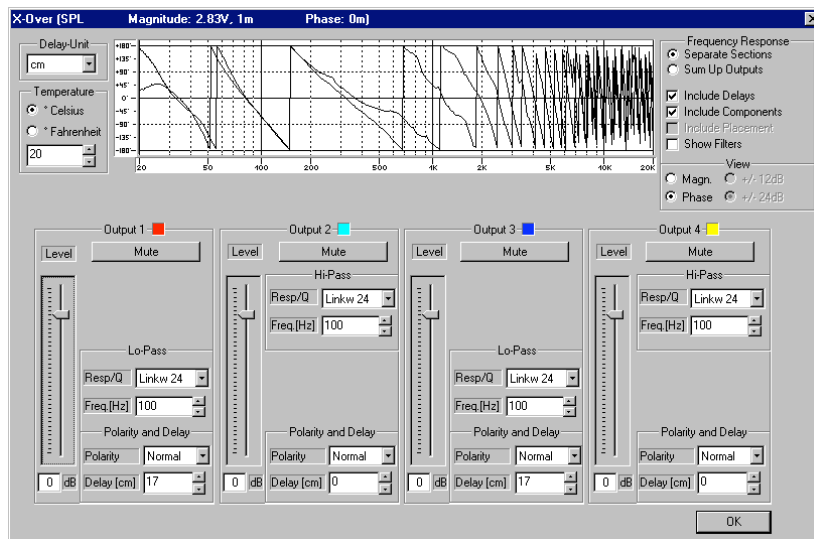 X-Over (SPL Magnitude: 2.83V, 1m Phase: 0m)
Delay-Unit
cm
Temperature
° Celsius
° Fahrenheit
20
+180°
+135°
+90°
+45°
0°
-45°
-90°
-135°
-180°
20 50 100 200 500 1K 2K 5K 10K 20K
Frequency Response
Separate Sections
Sum Up Outputs
Include Delays
Include Components
Include Placement
Show Filters
View
Magn. +/-12dB
Phase +/-24dB
Output 1
Level
Mute
Lo-Pass
Resp/Q Linkw 24
Freq.[Hz] 100
Polarity and Delay
Polarity Normal
0 dB Delay [cm] 17
Output 2
Level
Mute
Hi-Pass
Resp/Q Linkw 24
Freq.[Hz] 100
Polarity and Delay
Polarity Normal
0 dB Delay [cm] 0
Output 3
Level
Mute
Lo-Pass
Resp/Q Linkw 24
Freq.[Hz] 100
Polarity and Delay
Polarity Normal
0 dB Delay [cm] 17
Output 4
Level
Mute
Hi-Pass
Resp/Q Linkw 24
Freq.[Hz] 100
Polarity and Delay
Polarity Normal
0 dB Delay [cm] 0
OK